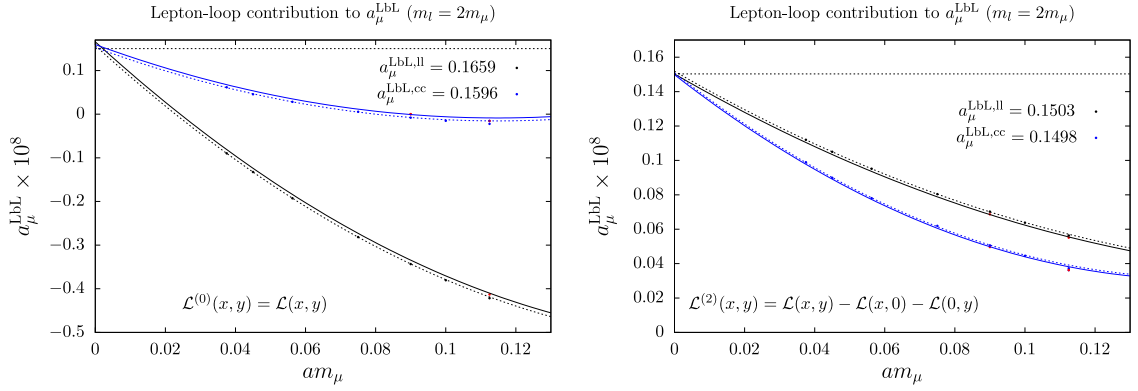 Lepton-loop contribution to a_μ^LbL (m_l = 2m_μ)
0.1
0
−0.1
−0.2
−0.3
−0.4
−0.5
a_μ^LbL × 10^8
a_μ^LbL,ll = 0.1659
a_μ^LbL,cc = 0.1596
ℒ^(0)(x, y) = ℒ(x, y)
0 0.02 0.04 0.06 0.08 0.1 0.12
am_μ
Lepton-loop contribution to a_μ^LbL (m_l = 2m_μ)
0.16
0.14
0.12
0.1
0.08
0.06
0.04
0.02
0
a_μ^LbL × 10^8
a_μ^LbL,ll = 0.1503
a_μ^LbL,cc = 0.1498
ℒ^(2)(x, y) = ℒ(x, y) − ℒ(x, 0) − ℒ(0, y)
0 0.02 0.04 0.06 0.08 0.1 0.12
am_μ